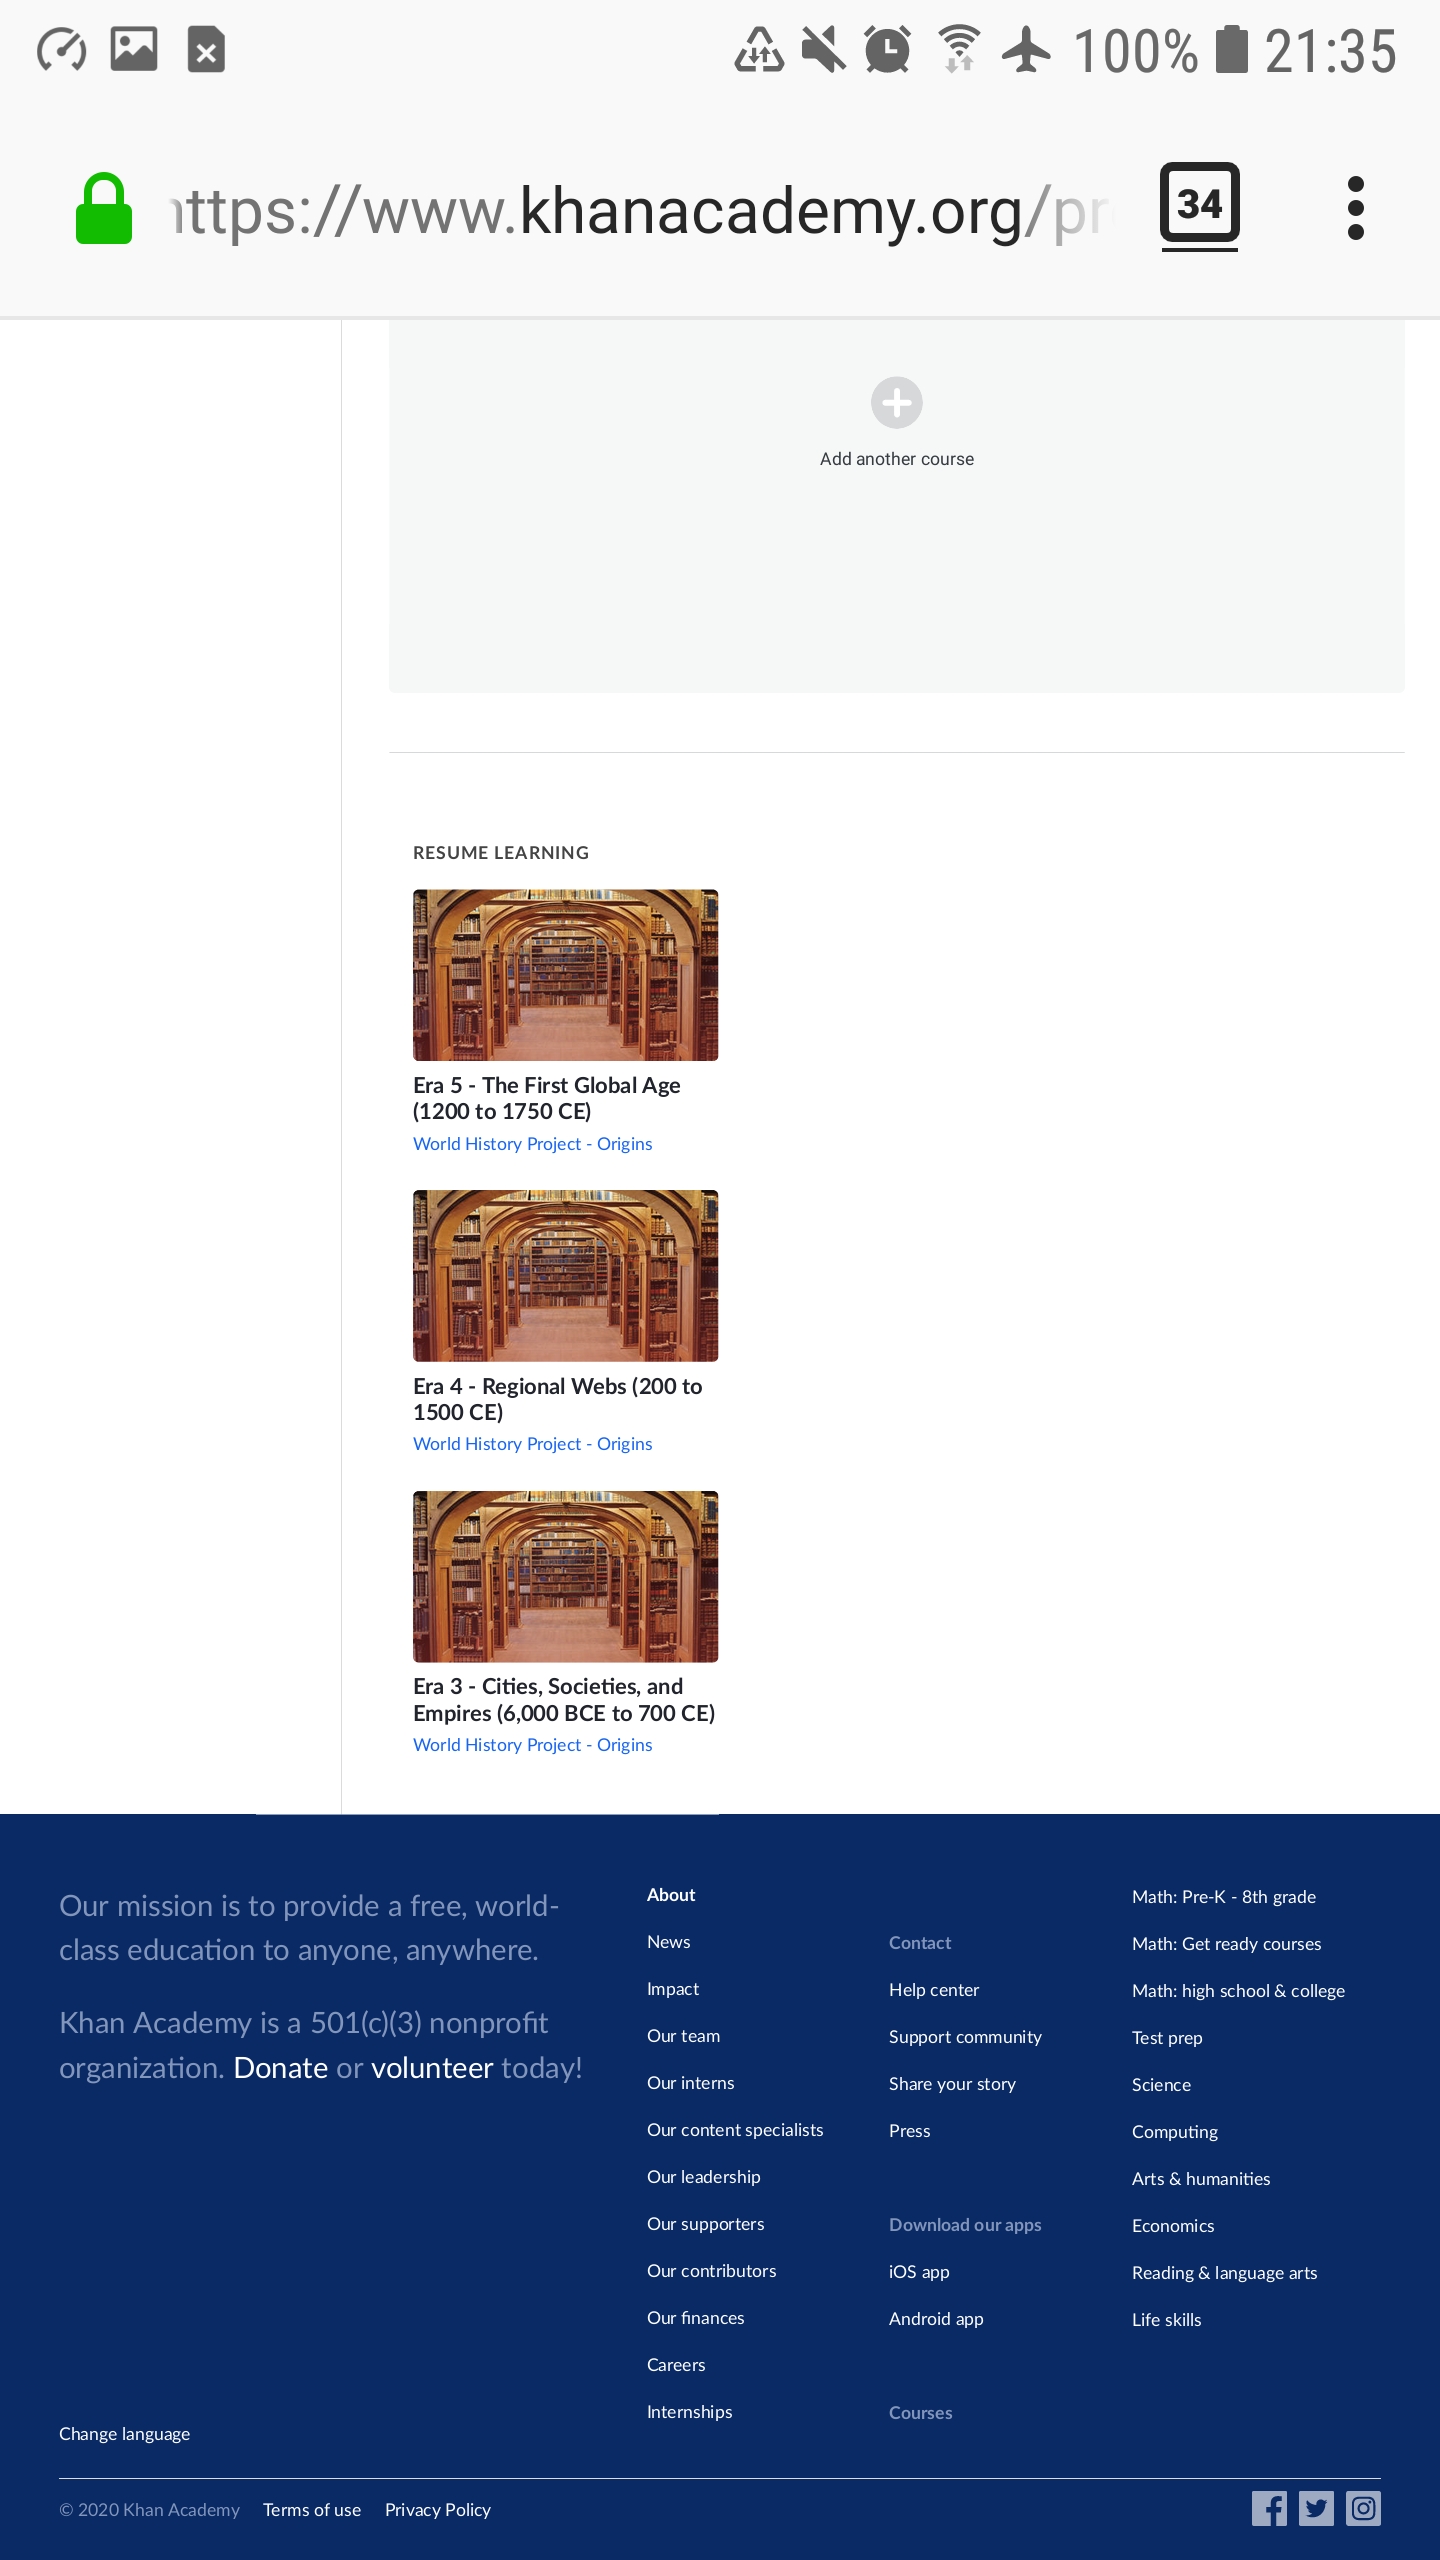 100% 21:35
https://www.khanacademy.org/pr
34
Add another course
RESUME LEARNING
Era 5 - The First Global Age
(1200 to 1750 CE)
World History Project - Origins
Era 4 - Regional Webs (200 to
1500 CE)
World History Project - Origins
Era 3 - Cities, Societies, and
Empires (6,000 BCE to 700 CE)
World History Project - Origins
Our mission is to provide a free, world-
class education to anyone, anywhere.
Khan Academy is a 501(c)(3) nonprofit
organization. Donate or volunteer today!
Change language
About
News
Impact
Our team
Our interns
Our content specialists
Our leadership
Our supporters
Our contributors
Our finances
Careers
Internships
Contact
Help center
Support community
Share your story
Press
Download our apps
iOS app
Android app
Courses
Math: Pre-K - 8th grade
Math: Get ready courses
Math: high school & college
Test prep
Science
Computing
Arts & humanities
Economics
Reading & language arts
Life skills
© 2020 Khan Academy Terms of use Privacy Policy